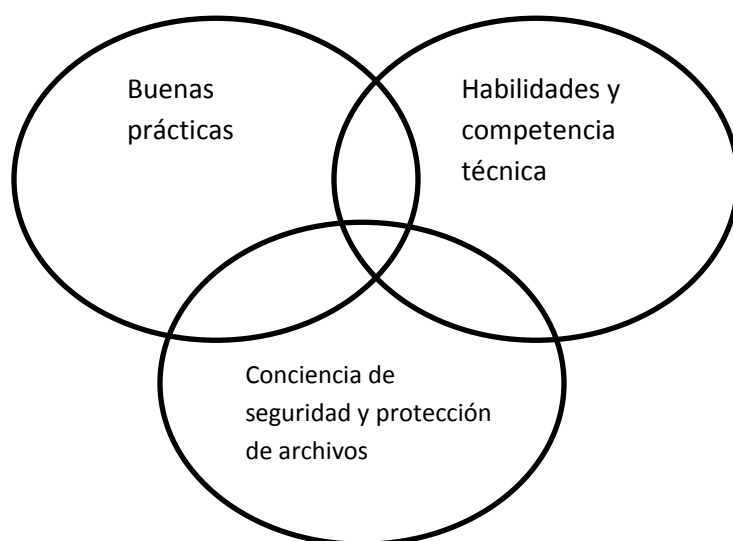 Buenas
prácticas
Habilidades y
competencia
técnica
Conciencia de
seguridad y protección
de archivos